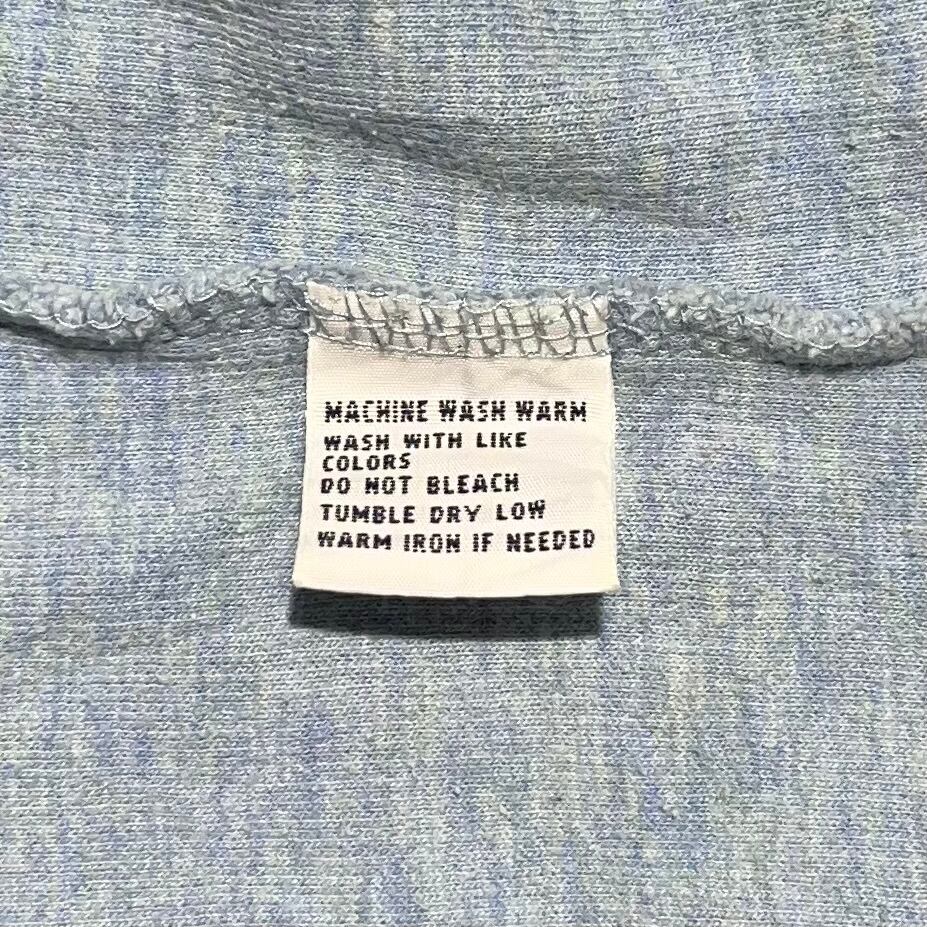 MACHINE WASH WARM
WASH WITH LIKE
COLORS
DO NOT BLEACH
TUMBLE DRY LOW
WARM IRON IF NEEDED